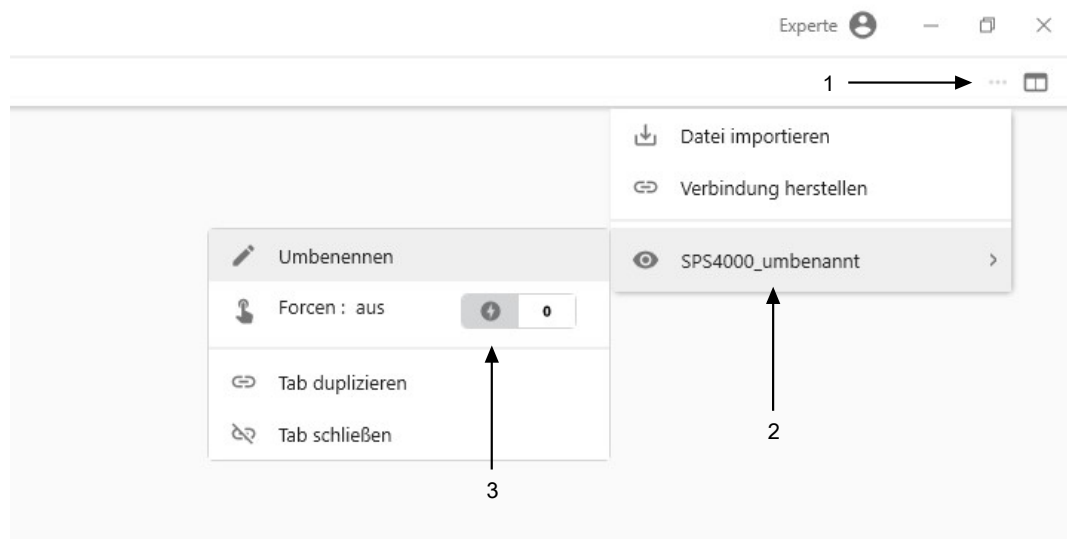 Experte
1
Datei importieren
Verbindung herstellen
SPS4000_umbenannt
Umbenennen
Forcen : aus 0
Tab duplizieren
Tab schließen
2
3